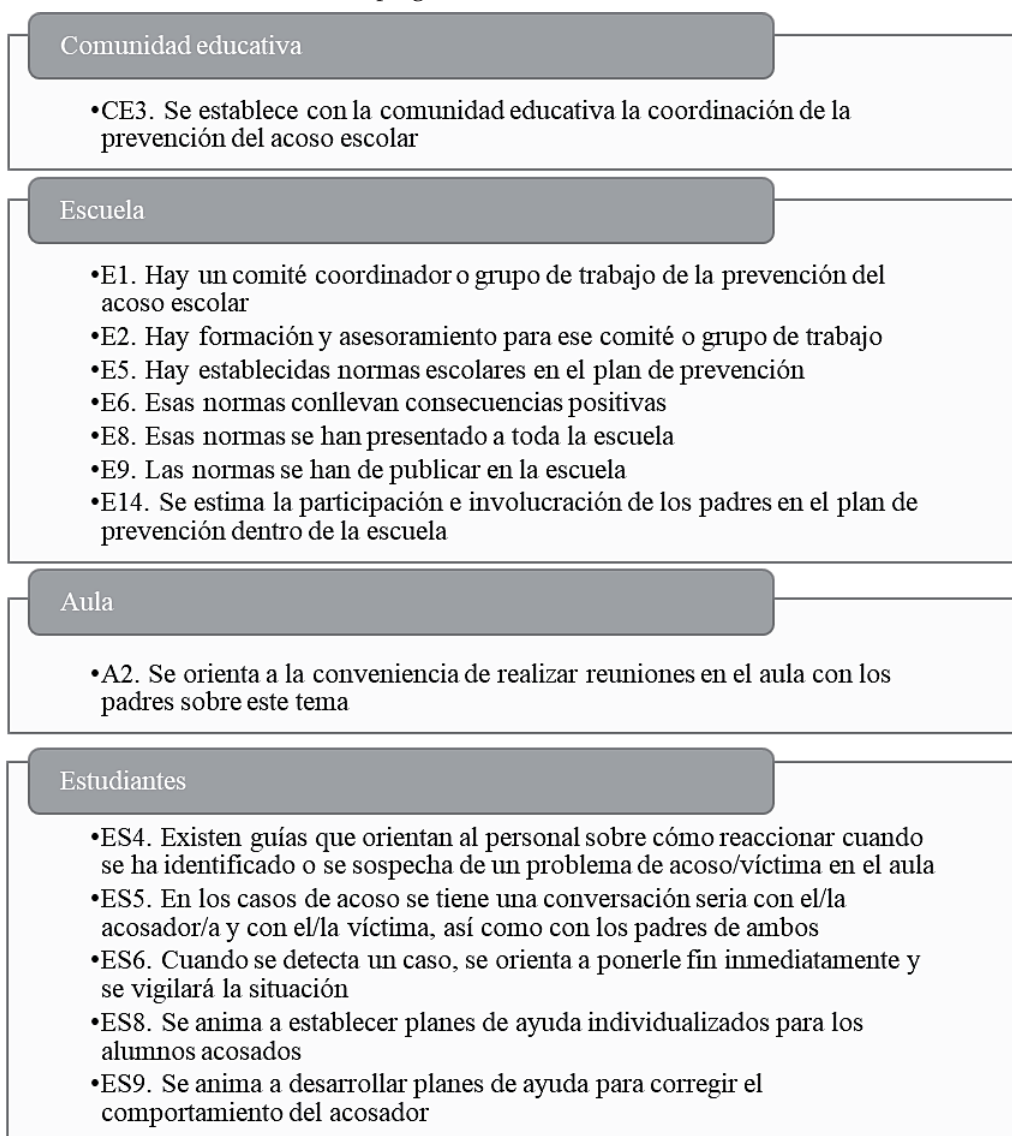 Comunidad educativa
•CE3. Se establece con la comunidad educativa la coordinación de la
prevención del acoso escolar
Escuela
•E1. Hay un comité coordinador o grupo de trabajo de la prevención del
acoso escolar
•E2. Hay formación y asesoramiento para ese comité o grupo de trabajo
•E5. Hay establecidas normas escolares en el plan de prevención
•E6. Esas normas conllevan consecuencias positivas
•E8. Esas normas se han presentado a toda la escuela
•E9. Las normas se han de publicar en la escuela
•E14. Se estima la participación e involucración de los padres en el plan de
prevención dentro de la escuela
Aula
•A2. Se orienta a la conveniencia de realizar reuniones en el aula con los
padres sobre este tema
Estudiantes
•ES4. Existen guías que orientan al personal sobre cómo reaccionar cuando
se ha identificado o se sospecha de un problema de acoso/víctima en el aula
•ES5. En los casos de acoso se tiene una conversación seria con el/la
acosador/a y con el/la víctima, así como con los padres de ambos
•ES6. Cuando se detecta un caso, se orienta a ponerle fin inmediatamente y
se vigilará la situación
•ES8. Se anima a establecer planes de ayuda individualizados para los
alumnos acosados
•ES9. Se anima a desarrollar planes de ayuda para corregir el
comportamiento del acosador